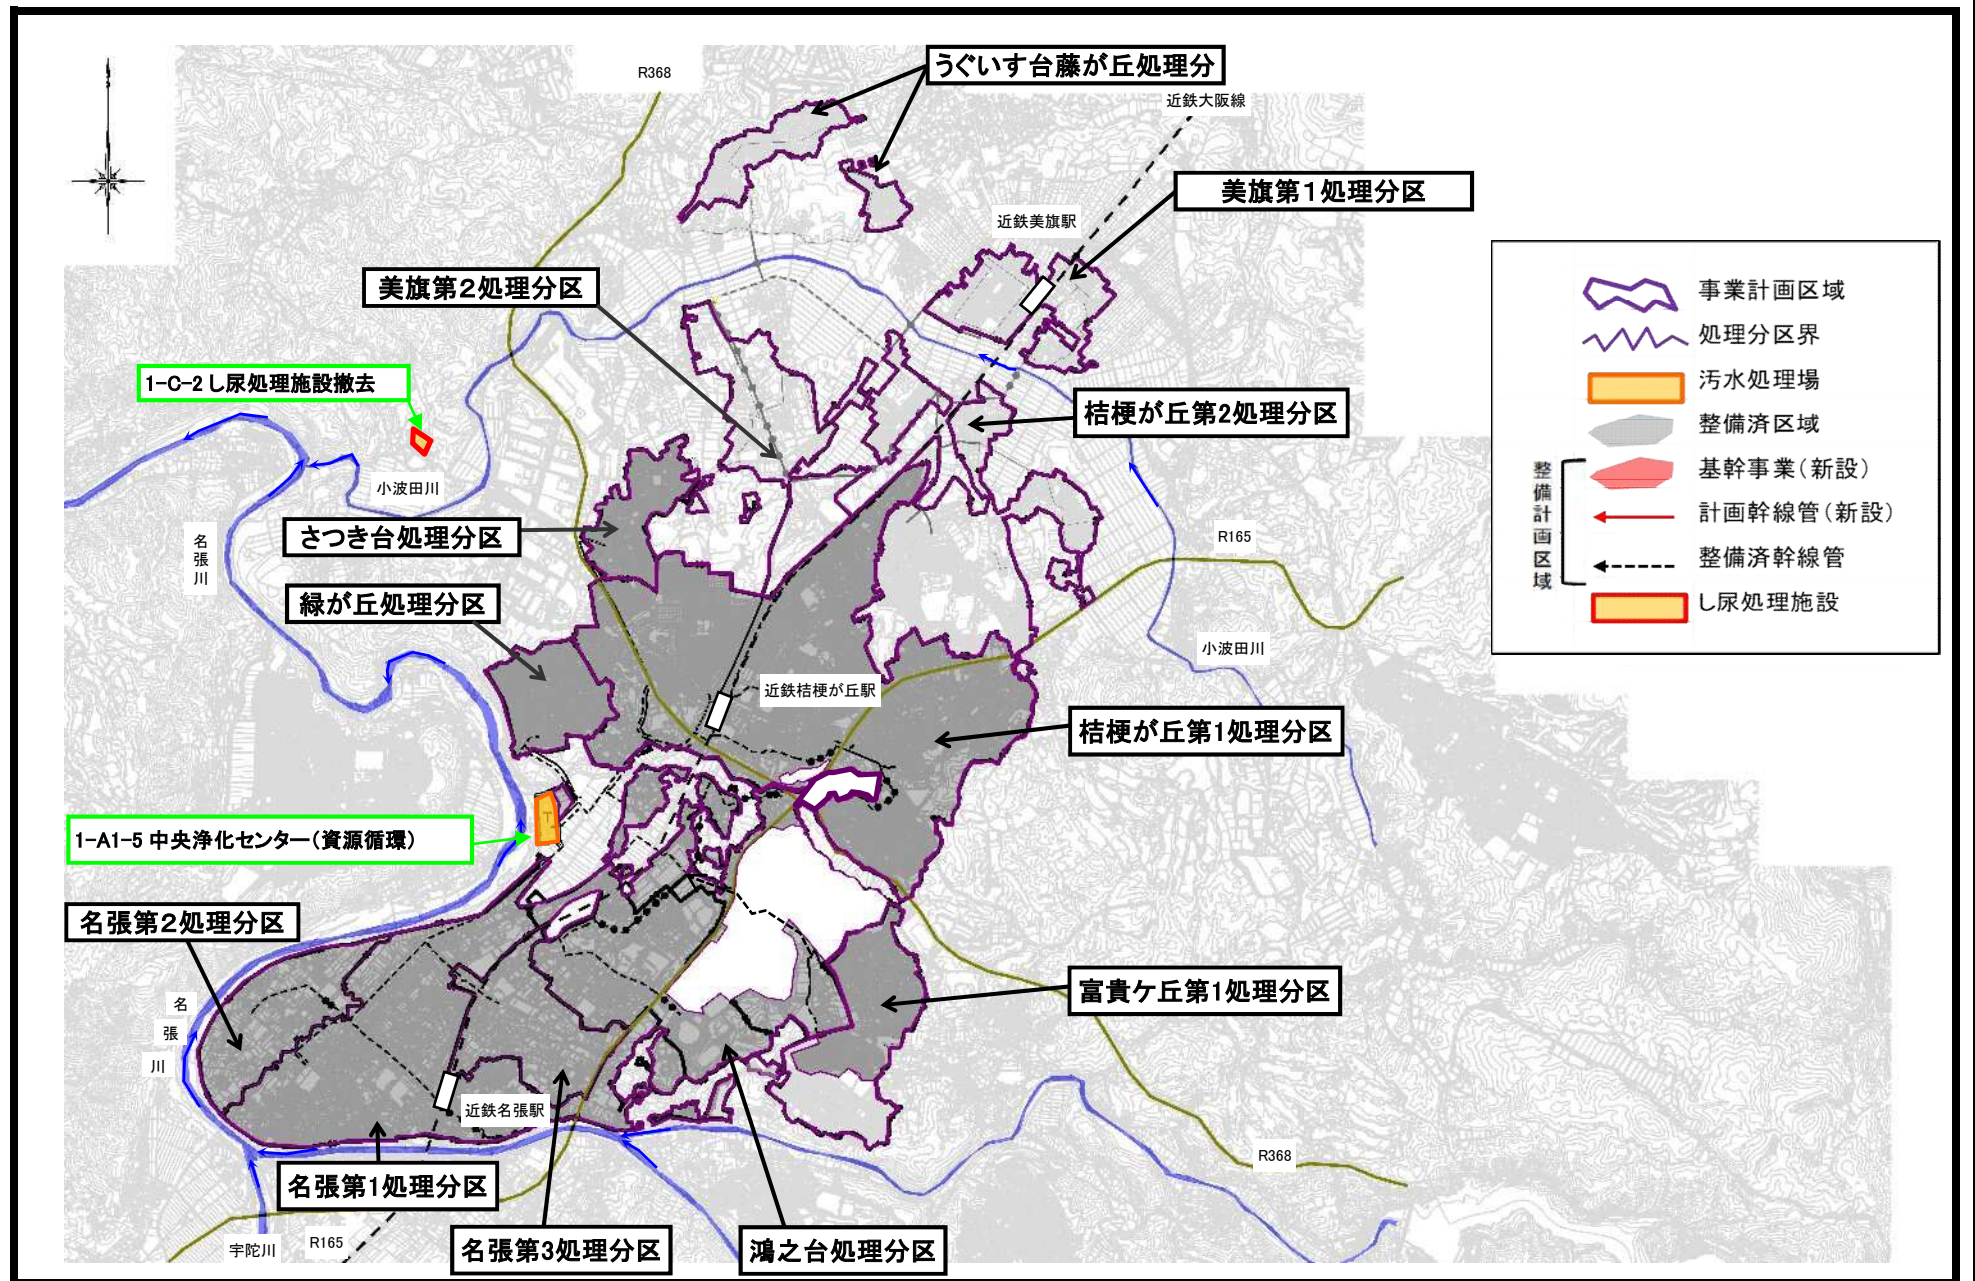 うぐいす台藤が丘処理分
R368
近鉄大阪線
美旗第1処理分区
近鉄美旗駅
美旗第2処理分区
1-C-2 し尿処理施設撤去
桔梗が丘第2処理分区
小波田川
さつき台処理分区
R165
名張川
緑が丘処理分区
小波田川
近鉄桔梗が丘駅
桔梗が丘第1処理分区
1-A1-5 中央浄化センター(資源循環)
名張第2処理分区
富貴ケ丘第1処理分区
名張川
近鉄名張駅
R368
名張第1処理分区
宇陀川
R165
名張第3処理分区
鴻之台処理分区
事業計画区域
処理分区界
汚水処理場
整備済区域
整備計画区域
基幹事業(新設)
計画幹線管(新設)
整備済幹線管
し尿処理施設